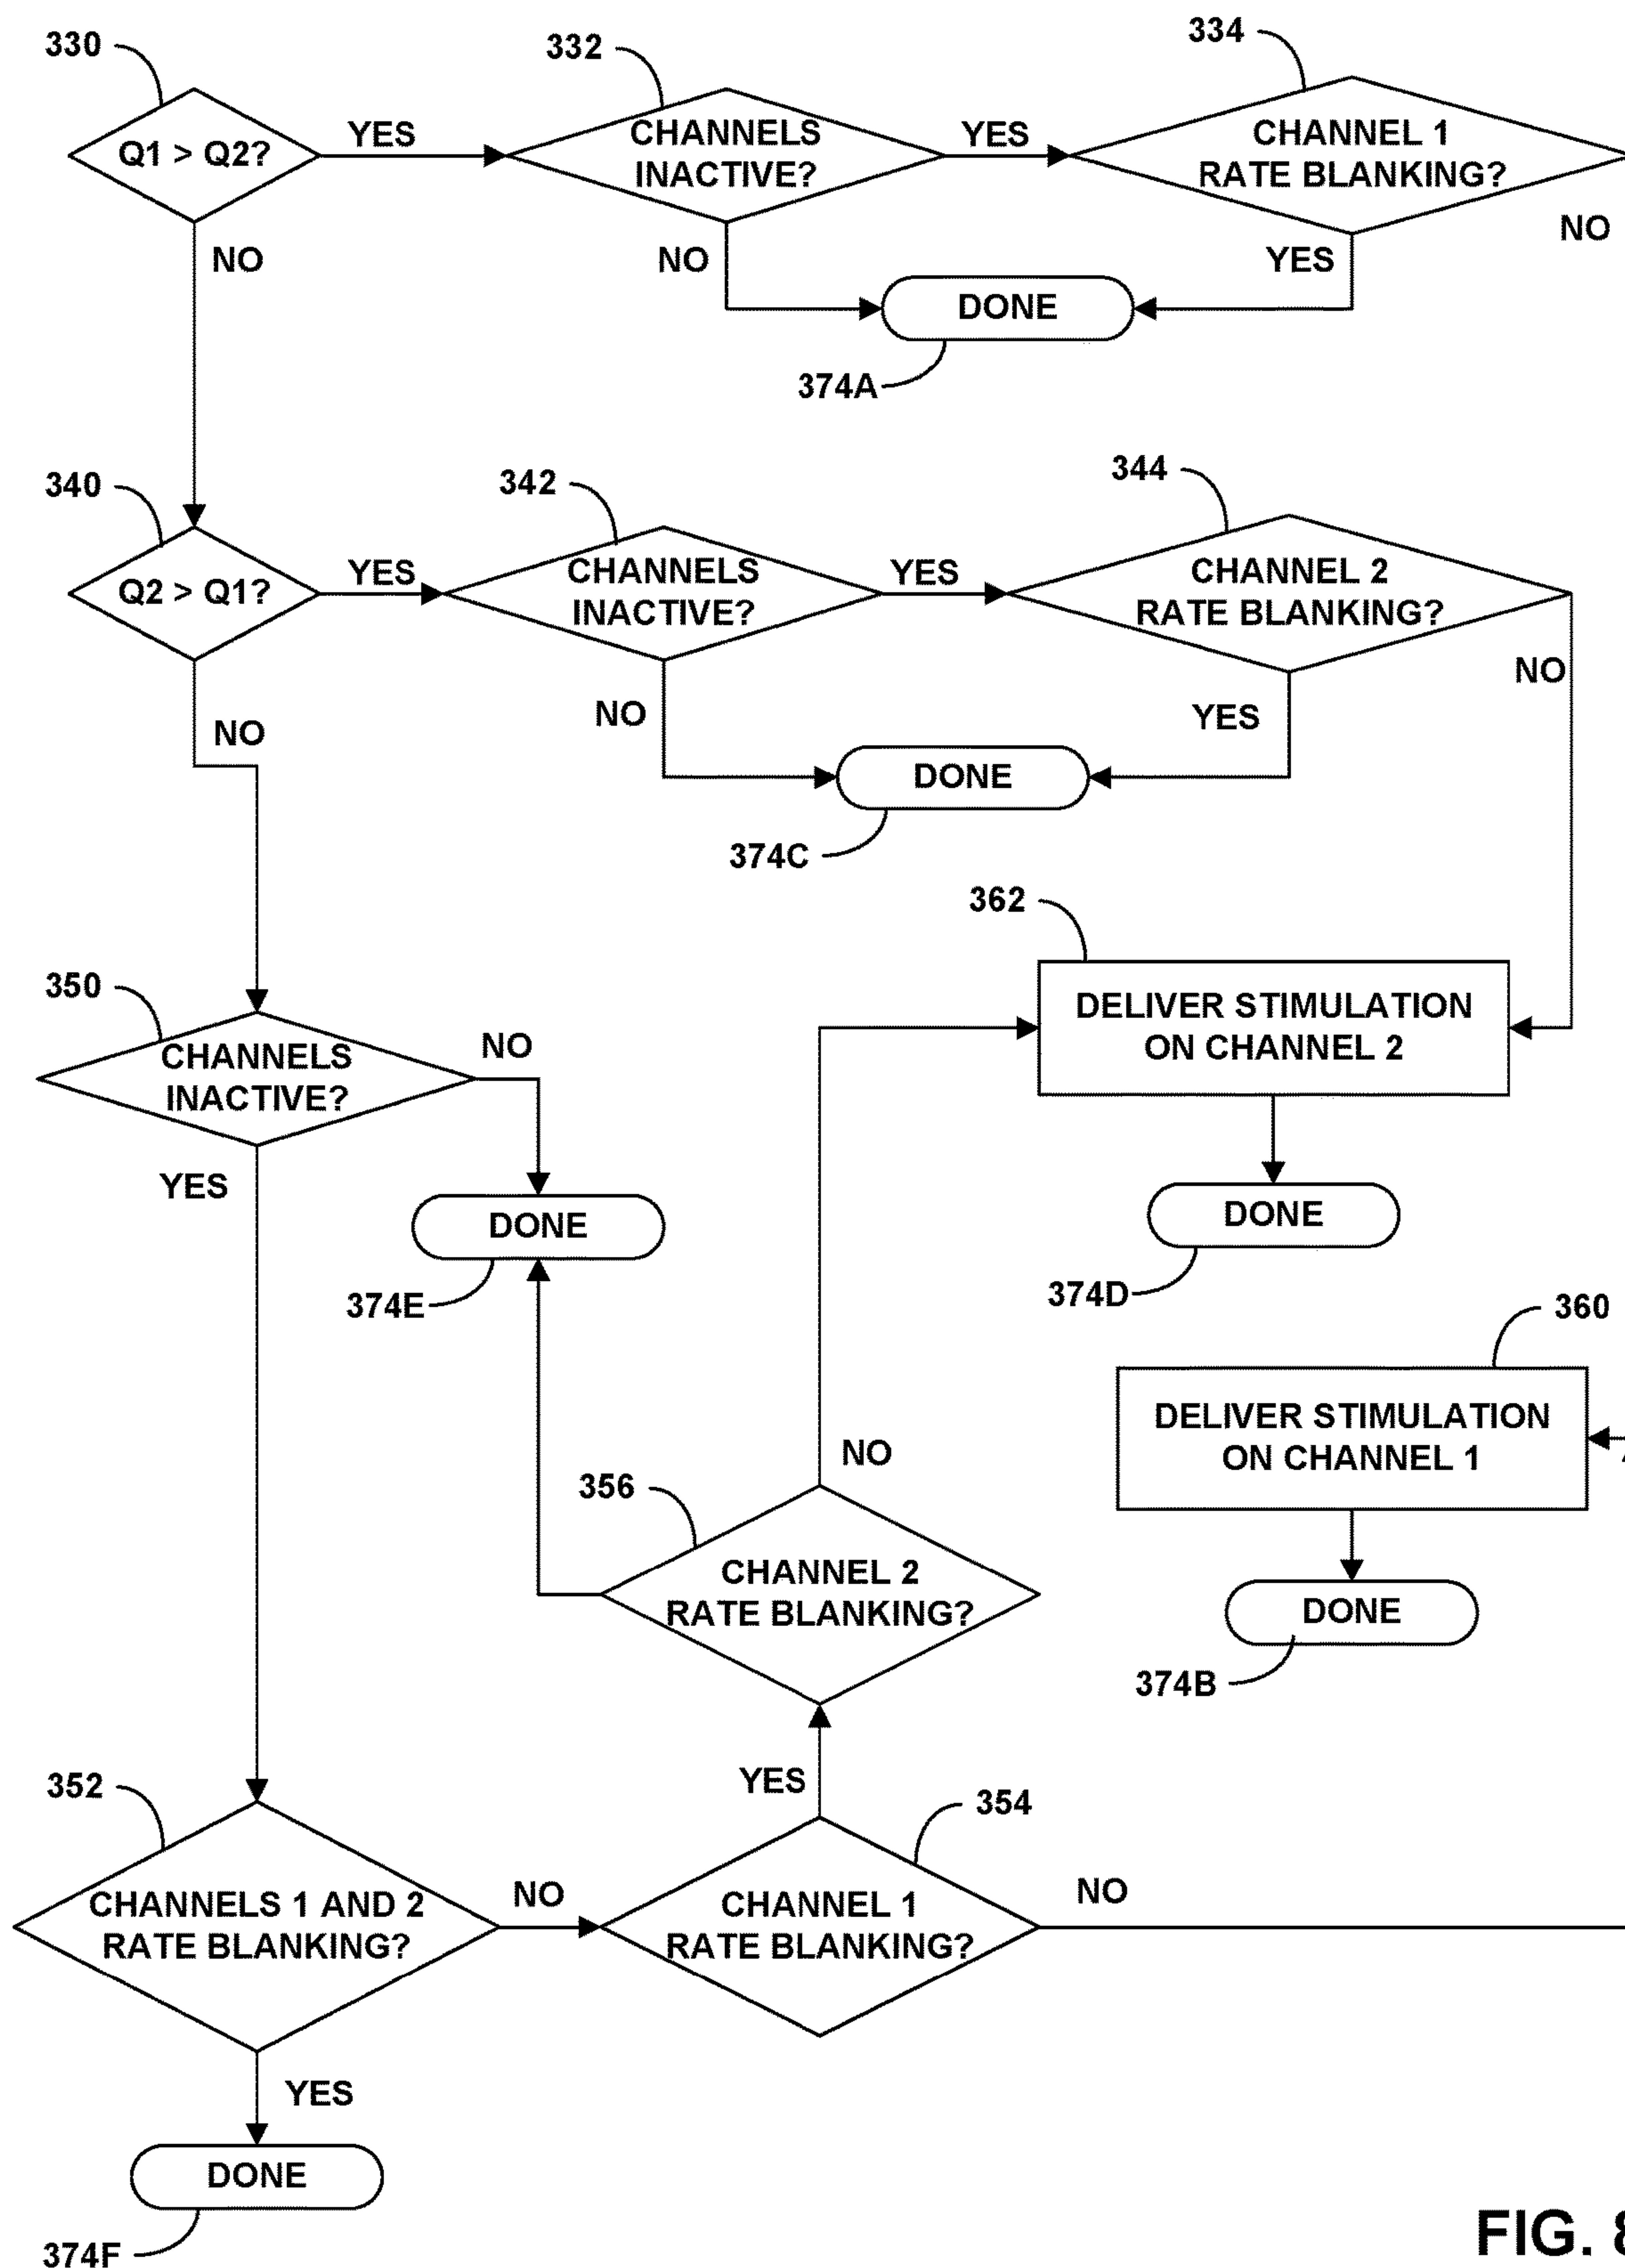 330
332
334
Q1 > Q2?
YES
CHANNELS
INACTIVE?
YES
CHANNEL 1
RATE BLANKING?
NO
NO
NO
YES
DONE
374A
340
342
344
Q2 > Q1?
YES
CHANNELS
INACTIVE?
YES
CHANNEL 2
RATE BLANKING?
NO
NO
NO
YES
DONE
374C
362
350
DELIVER STIMULATION
ON CHANNEL 2
CHANNELS
INACTIVE?
NO
YES
DONE
374E
DONE
374D
360
DELIVER STIMULATION
ON CHANNEL 1
NO
356
CHANNEL 2
RATE BLANKING?
DONE
374B
YES
352
354
CHANNELS 1 AND 2
RATE BLANKING?
NO
CHANNEL 1
RATE BLANKING?
NO
YES
DONE
374F
FIG. 8